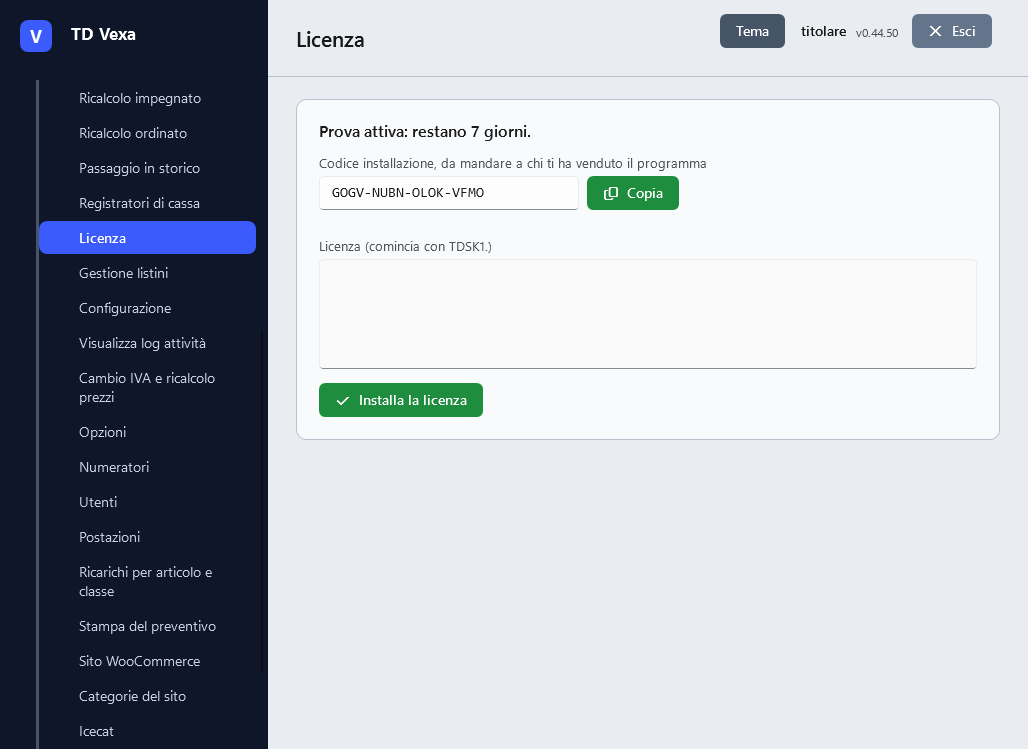 V
TD Vexa
Ricalcolo impegnato
Ricalcolo ordinato
Passaggio in storico
Registratori di cassa
Licenza
Gestione listini
Configurazione
Visualizza log attività
Cambio IVA e ricalcolo
prezzi
Opzioni
Numeratori
Utenti
Postazioni
Ricarichi per articolo e
classe
Stampa del preventivo
Sito WooCommerce
Categorie del sito
Icecat
Licenza
Tema
titolare
v0.44.50
Esci
Prova attiva: restano 7 giorni.
Codice installazione, da mandare a chi ti ha venduto il programma
GOGV-NUBN-OLOK-VFMO
Copia
Licenza (comincia con TDSK1.)
Installa la licenza